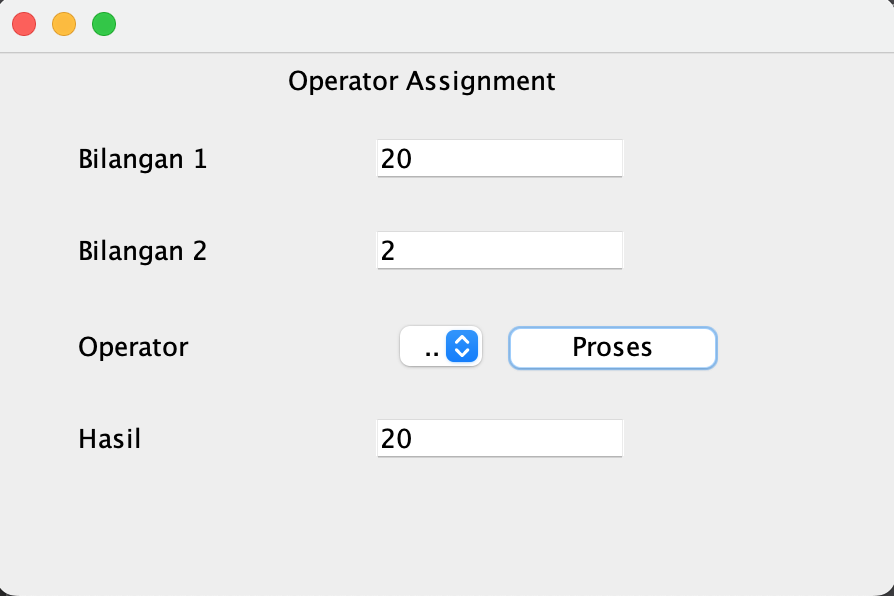 Operator Assignment
Bilangan 1 20
Bilangan 2 2
Operator .. Proses
Hasil 20